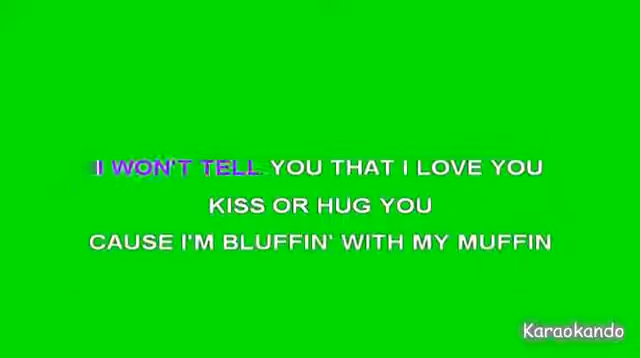 I WON'T TELL YOU THAT I LOVE YOU
KISS OR HUG YOU
CAUSE I'M BLUFFIN' WITH MY MUFFIN
Karaokando